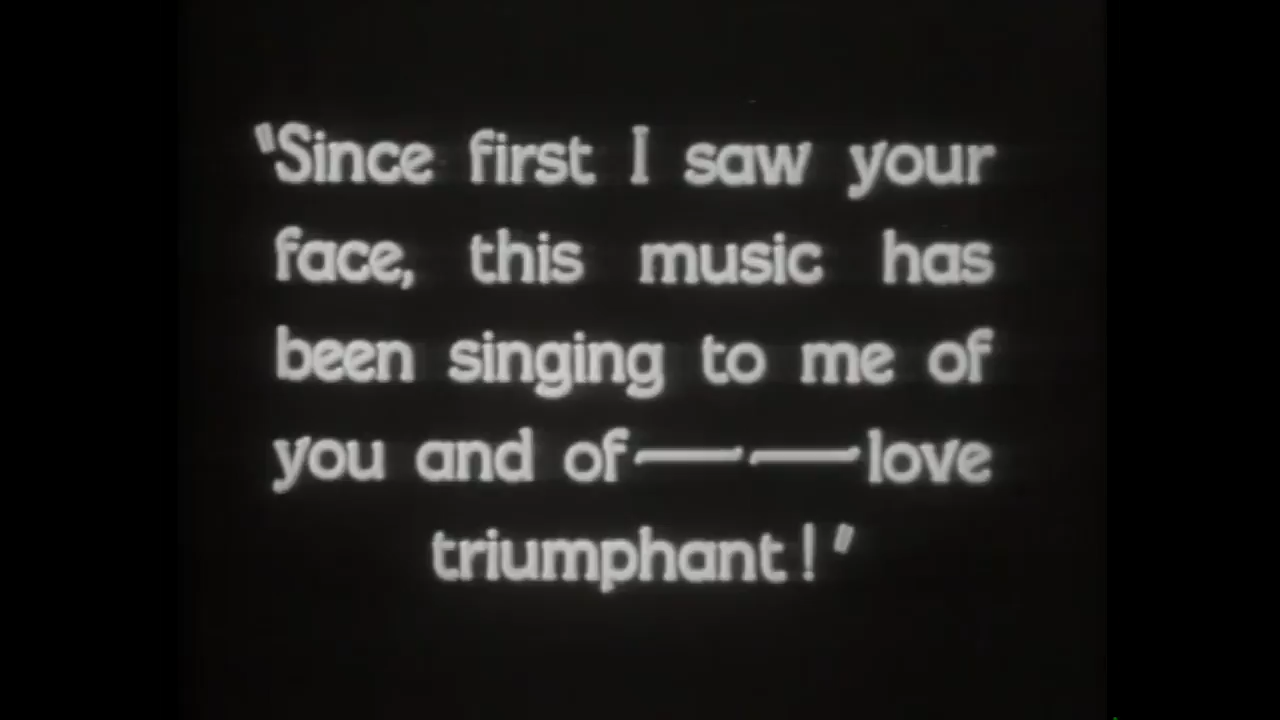 "Since first I saw your
face, this music has
been singing to me of
you and of— —love
triumphant!"